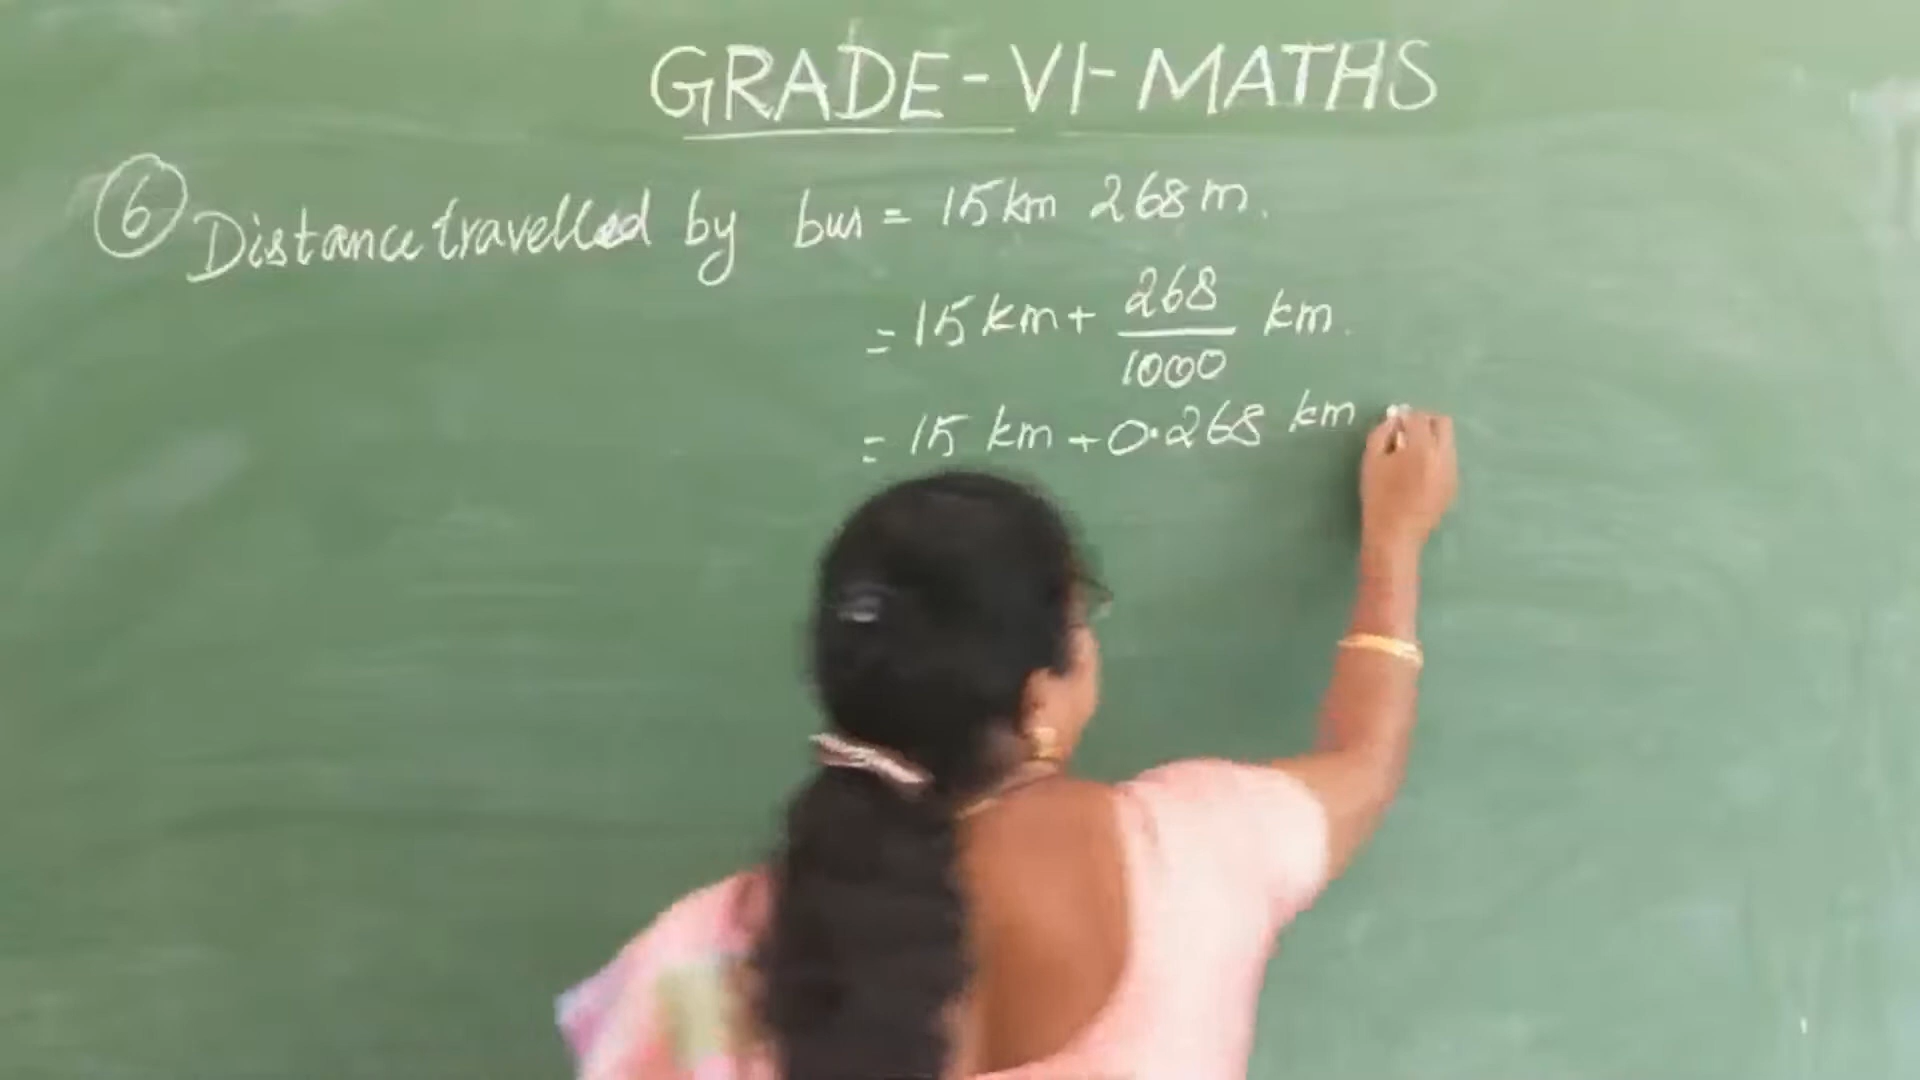 GRADE-VI-MATHS
6 Distance travelled by bus = 15 km 268 m.
= 15 km + 268/1000 km.
= 15 km + 0.268 km